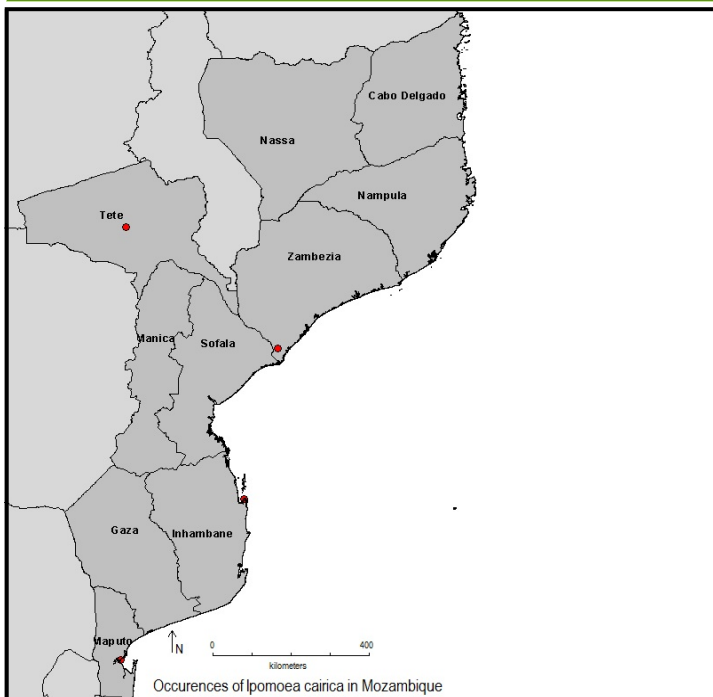 Cabo Delgado
Nassa
Nampula
Tete
Zambezia
Manica
Sofala
Gaza
Inhambane
Maputo
N
0 400
kilometers
Occurences of Ipomoea cairica in Mozambique